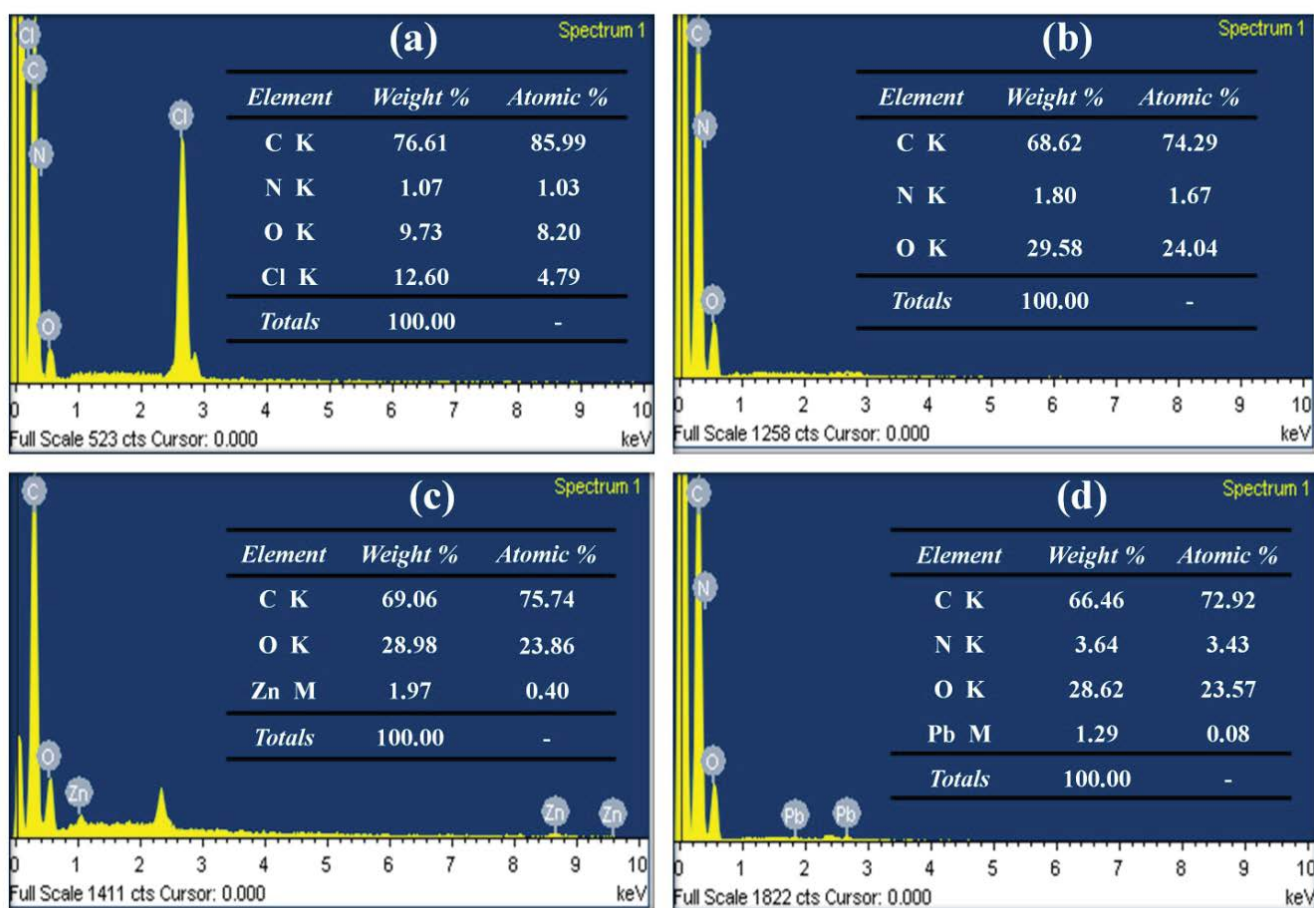 (a)
Spectrum 1
Element Weight % Atomic %
C K 76.61 85.99
N K 1.07 1.03
O K 9.73 8.20
Cl K 12.60 4.79
Totals 100.00 -
Cl
C
N
O
Cl
0 1 2 3 4 5 6 7 8 9 10
Full Scale 523 cts Cursor: 0.000 keV
(b)
Spectrum 1
Element Weight % Atomic %
C K 68.62 74.29
N K 1.80 1.67
O K 29.58 24.04
Totals 100.00 -
C
N
O
0 1 2 3 4 5 6 7 8 9 10
Full Scale 1258 cts Cursor: 0.000 keV
(c)
Spectrum 1
Element Weight % Atomic %
C K 69.06 75.74
O K 28.98 23.86
Zn M 1.97 0.40
Totals 100.00 -
C
O
Zn
Zn
Zn
0 1 2 3 4 5 6 7 8 9 10
Full Scale 1411 cts Cursor: 0.000 keV
(d)
Spectrum 1
Element Weight % Atomic %
C K 66.46 72.92
N K 3.64 3.43
O K 28.62 23.57
Pb M 1.29 0.08
Totals 100.00 -
C
N
O
Pb
Pb
0 1 2 3 4 5 6 7 8 9 10
Full Scale 1822 cts Cursor: 0.000 keV